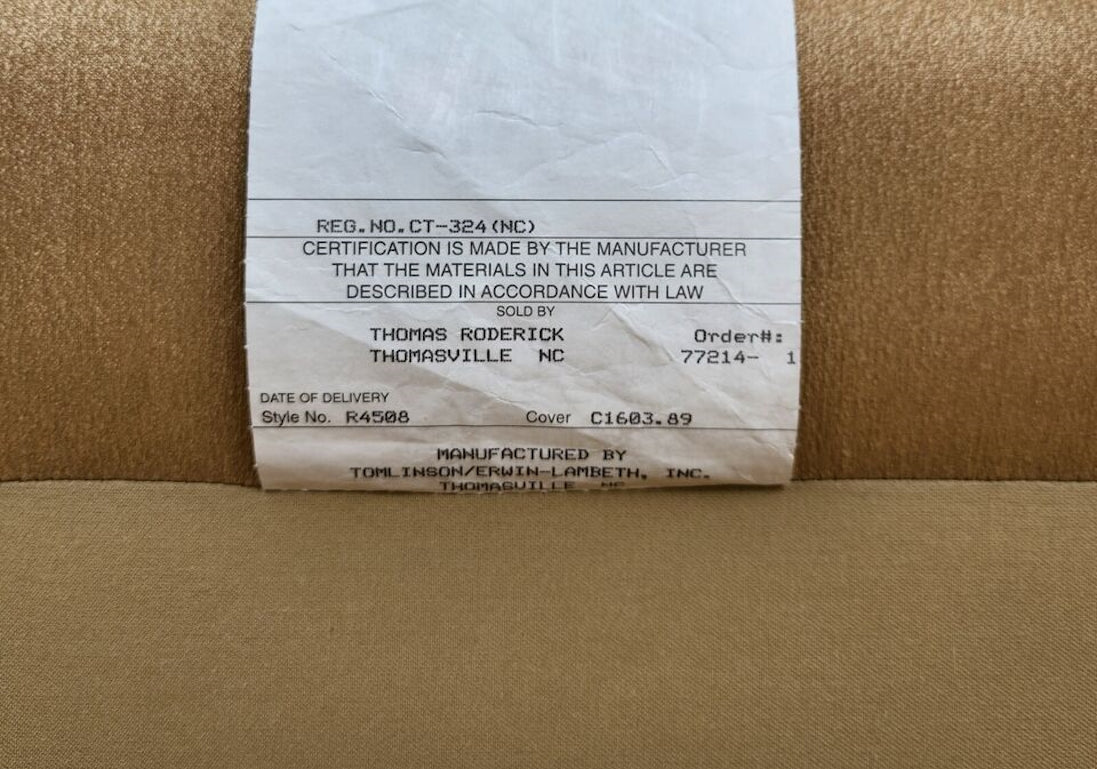 REG.NO.CT-324(NC)
CERTIFICATION IS MADE BY THE MANUFACTURER
THAT THE MATERIALS IN THIS ARTICLE ARE
DESCRIBED IN ACCORDANCE WITH LAW
SOLD BY
THOMAS RODERICK Order#:
THOMASVILLE NC 77214- 1
DATE OF DELIVERY
Style No. R4508 Cover C1603.89
MANUFACTURED BY
TOMLINSON/ERWIN-LAMBETH, INC.
THOMASVILLE NC